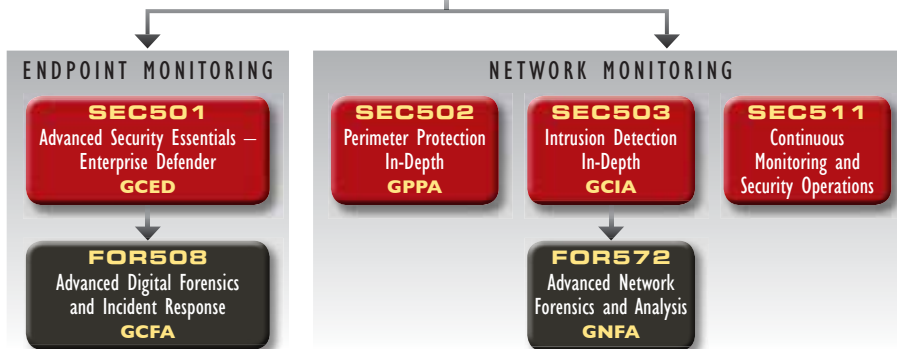 ENDPOINT MONITORING
SEC501
Advanced Security Essentials –
Enterprise Defender
GCED
FOR508
Advanced Digital Forensics
and Incident Response
GCFA
NETWORK MONITORING
SEC502
Perimeter Protection
In-Depth
GPPA
SEC503
Intrusion Detection
In-Depth
GCIA
SEC511
Continuous
Monitoring and
Security Operations
FOR572
Advanced Network
Forensics and Analysis
GNFA